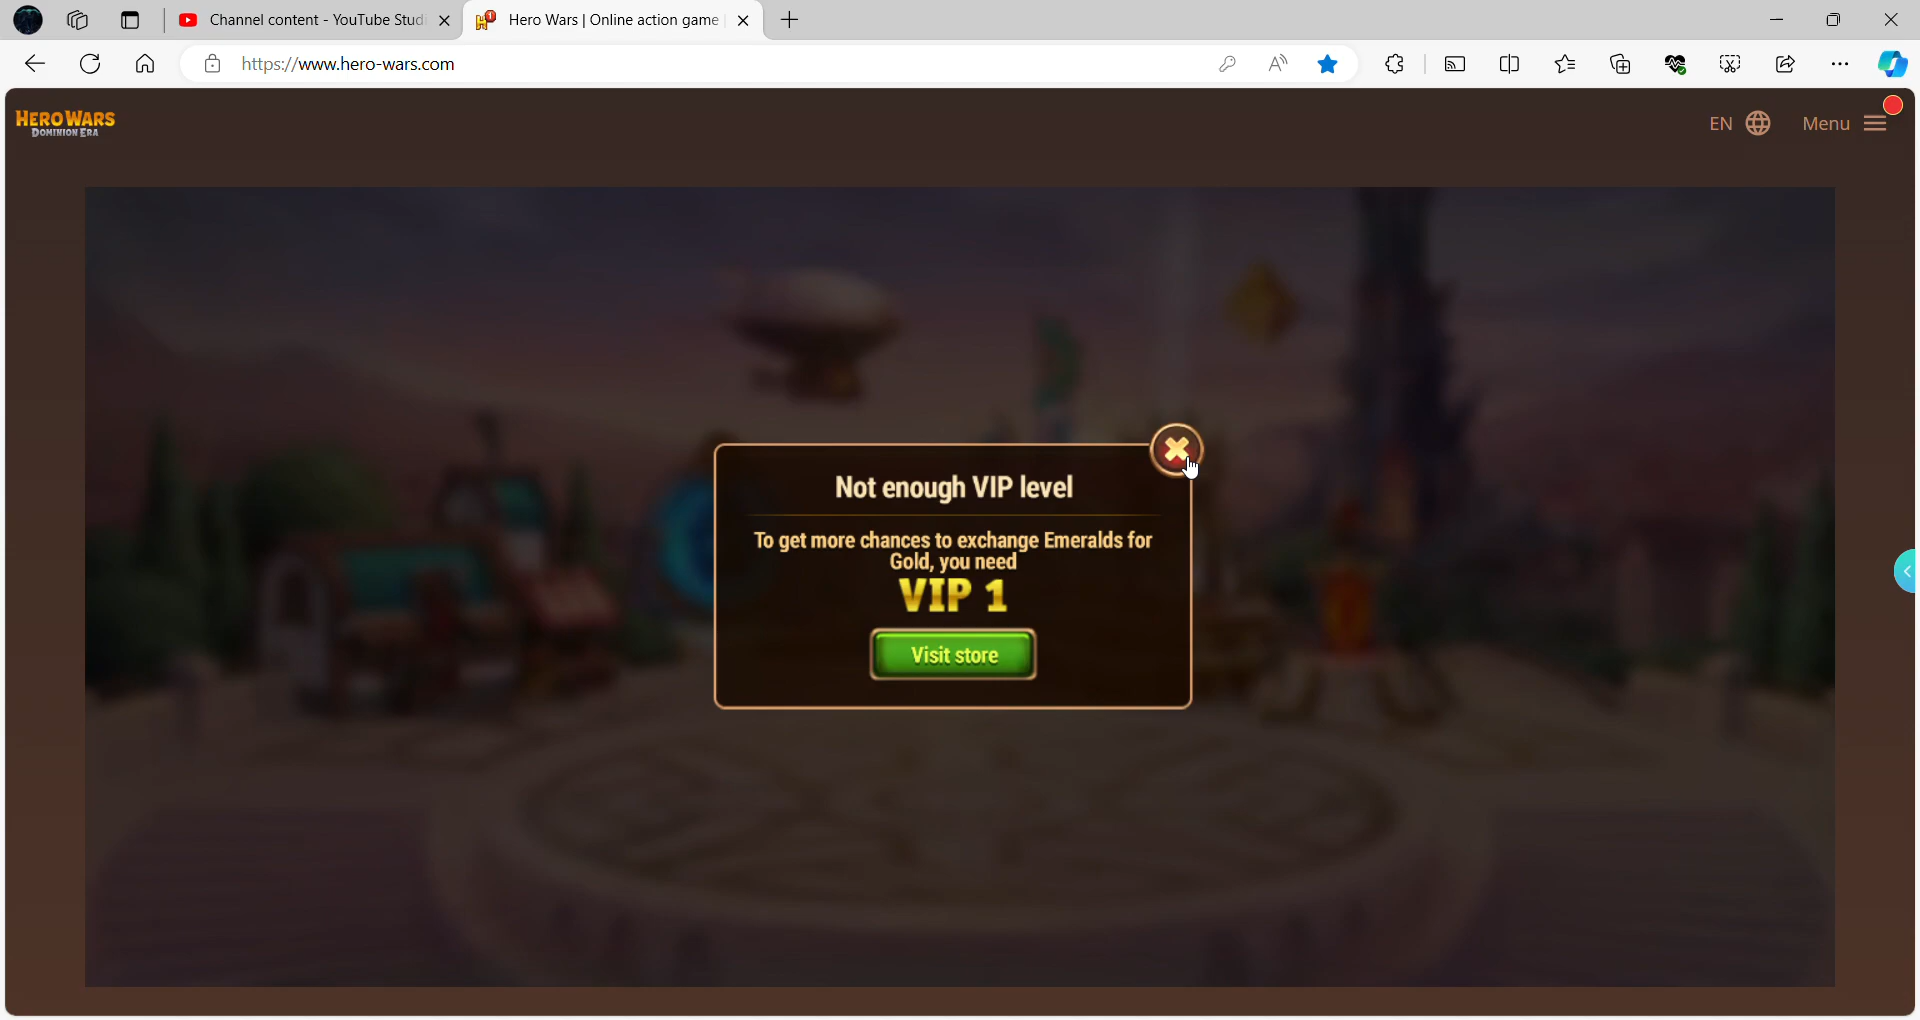 Channel content - YouTube Studi
Hero Wars | Online action game
https://www.hero-wars.com
HERO WARS
DOMINION ERA
EN
Menu
Not enough VIP level
To get more chances to exchange Emeralds for
Gold, you need
VIP 1
Visit store